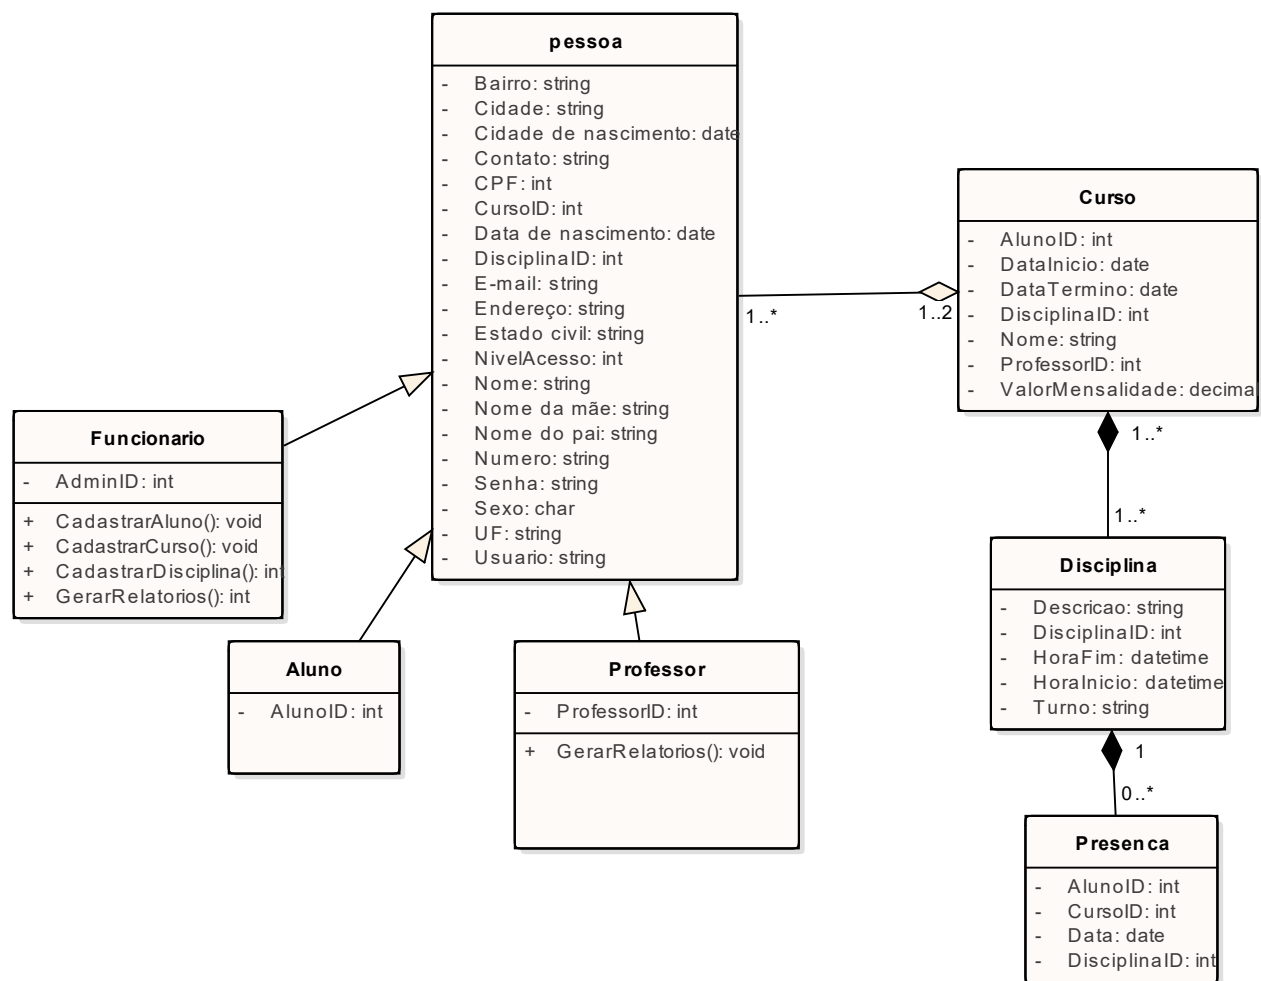 pessoa
- Bairro: string
- Cidade: string
- Cidade de nascimento: date
- Contato: string
- CPF: int
- CursoID: int
- Data de nascimento: date
- DisciplinaID: int
- E-mail: string
- Endereço: string
- Estado civil: string
- NivelAcesso: int
- Nome: string
- Nome da mãe: string
- Nome do pai: string
- Numero: string
- Senha: string
- Sexo: char
- UF: string
- Usuario: string
1..*
1..2
Curso
- AlunoID: int
- DataInicio: date
- DataTermino: date
- DisciplinaID: int
- Nome: string
- ProfessorID: int
- ValorMensalidade: decima
1..*
1..*
Funcionario
- AdminID: int
+ CadastrarAluno(): void
+ CadastrarCurso(): void
+ CadastrarDisciplina(): int
+ GerarRelatorios(): int
Aluno
- AlunoID: int
Professor
- ProfessorID: int
+ GerarRelatorios(): void
Disciplina
- Descricao: string
- DisciplinaID: int
- HoraFim: datetime
- HoraInicio: datetime
- Turno: string
1
0..*
Presenca
- AlunoID: int
- CursoID: int
- Data: date
- DisciplinaID: int